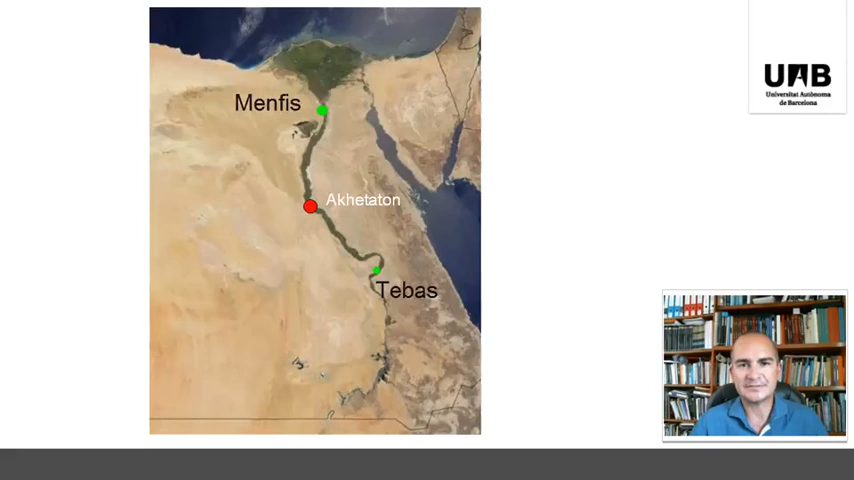 Menfis
Akhetaton
Tebas
UAB
Universitat Autònoma
de Barcelona